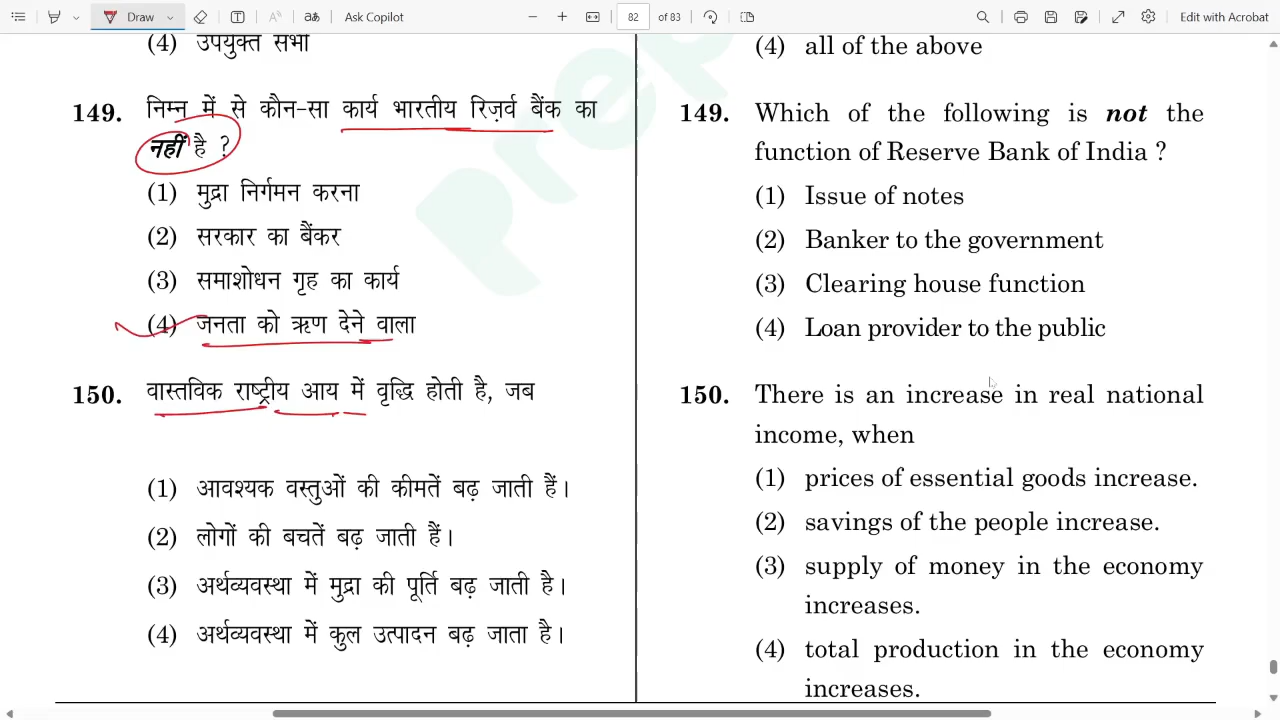 Draw
Ask Copilot
82 of 83
Edit with Acrobat
(4) उपर्युक्त सभी
149. निम्न में से कौन-सा कार्य भारतीय रिज़र्व बैंक का
नहीं है ?
(1) मुद्रा निर्गमन करना
(2) सरकार का बैंकर
(3) समाशोधन गृह का कार्य
(4) जनता को ऋण देने वाला
150. वास्तविक राष्ट्रीय आय में वृद्धि होती है, जब
(1) आवश्यक वस्तुओं की कीमतें बढ़ जाती हैं।
(2) लोगों की बचतें बढ़ जाती हैं।
(3) अर्थव्यवस्था में मुद्रा की पूर्ति बढ़ जाती है।
(4) अर्थव्यवस्था में कुल उत्पादन बढ़ जाता है।
(4) all of the above
149. Which of the following is not the
function of Reserve Bank of India ?
(1) Issue of notes
(2) Banker to the government
(3) Clearing house function
(4) Loan provider to the public
150. There is an increase in real national
income, when
(1) prices of essential goods increase.
(2) savings of the people increase.
(3) supply of money in the economy
increases.
(4) total production in the economy
increases.
Prep